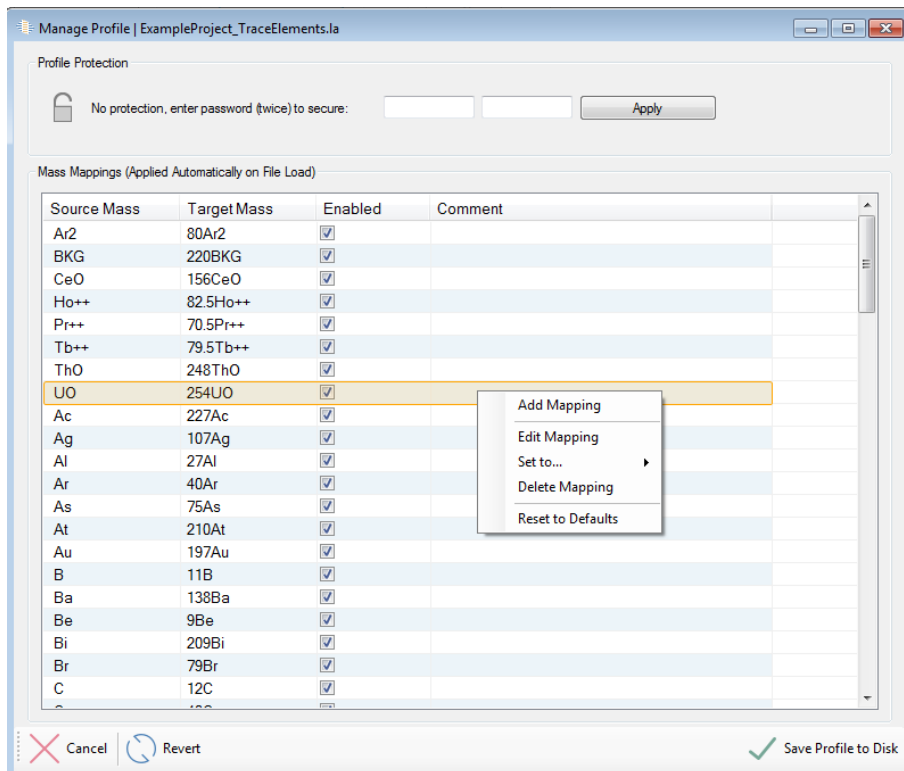 Manage Profile | ExampleProject_TraceElements.la
Profile Protection
No protection, enter password (twice) to secure:
Apply
Mass Mappings (Applied Automatically on File Load)
Source Mass Target Mass Enabled Comment
Ar2 80Ar2
BKG 220BKG
CeO 156CeO
Ho++ 82.5Ho++
Pr++ 70.5Pr++
Tb++ 79.5Tb++
ThO 248ThO
UO 254UO
Ac 227Ac
Ag 107Ag
Al 27Al
Ar 40Ar
As 75As
At 210At
Au 197Au
B 11B
Ba 138Ba
Be 9Be
Bi 209Bi
Br 79Br
C 12C
Add Mapping
Edit Mapping
Set to...
Delete Mapping
Reset to Defaults
Cancel Revert Save Profile to Disk